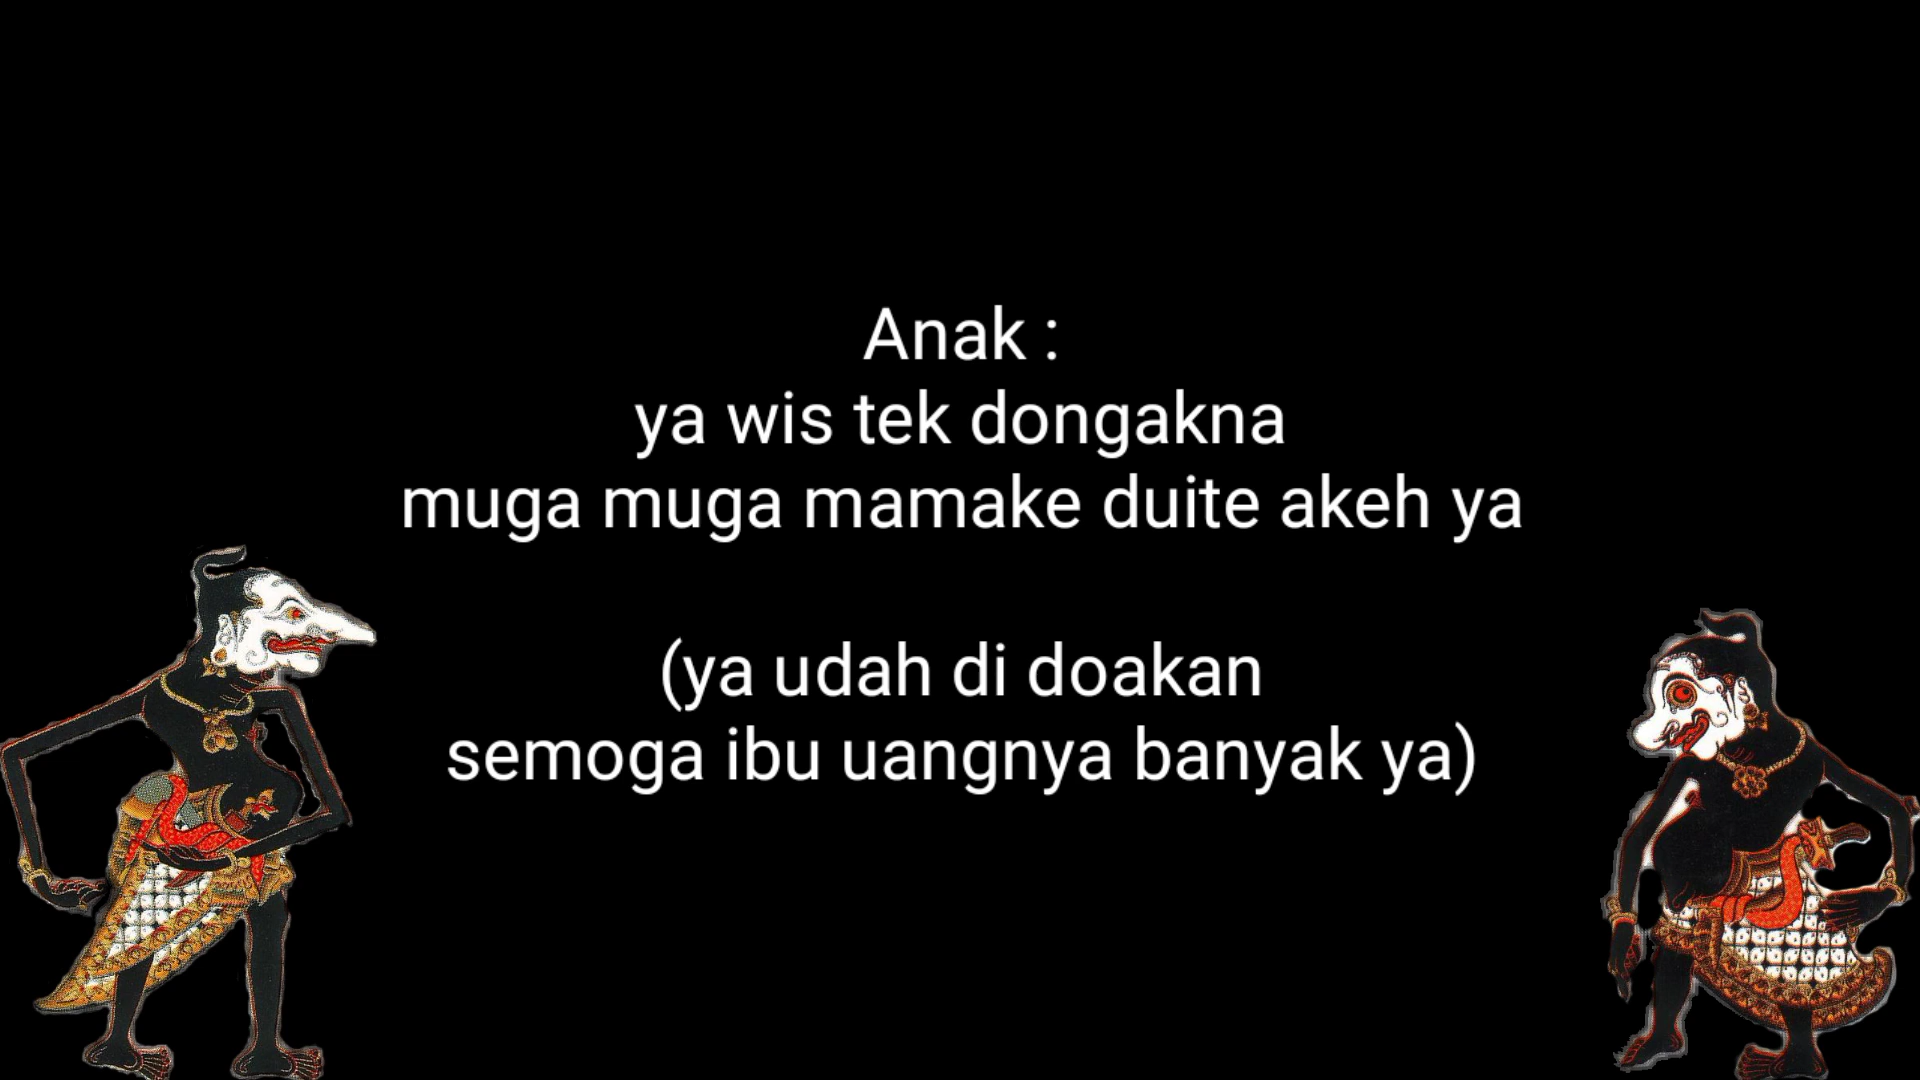 Anak :
ya wis tek dongakna
muga muga mamake duite akeh ya
(ya udah di doakan
semoga ibu uangnya banyak ya)